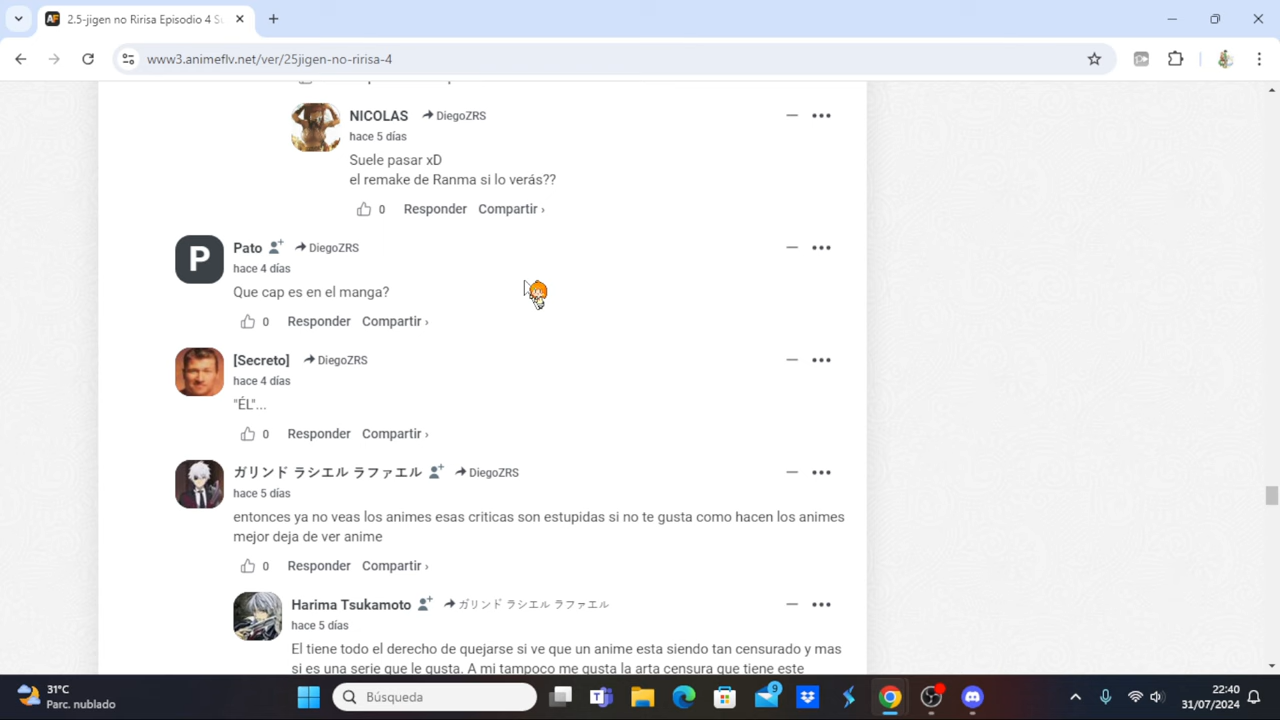 2.5-jigen no Ririsa Episodio 4 Su
www3.animeflv.net/ver/25jigen-no-ririsa-4
NICOLAS DiegoZRS
hace 5 días
Suele pasar xD
el remake de Ranma si lo verás??
0 Responder Compartir ›
P
Pato DiegoZRS
hace 4 días
Que cap es en el manga?
0 Responder Compartir ›
[Secreto] DiegoZRS
hace 4 días
"ÉL"...
0 Responder Compartir ›
ガリンド ラシエル ラファエル DiegoZRS
hace 5 días
entonces ya no veas los animes esas criticas son estupidas si no te gusta como hacen los animes
mejor deja de ver anime
0 Responder Compartir ›
Harima Tsukamoto ガリンド ラシエル ラファエル
hace 5 días
El tiene todo el derecho de quejarse si ve que un anime esta siendo tan censurado y mas
si es una serie que le gusta. A mi tampoco me gusta la arta censura que tiene este
31°C
Parc. nublado
Búsqueda
9
22:40
31/07/2024